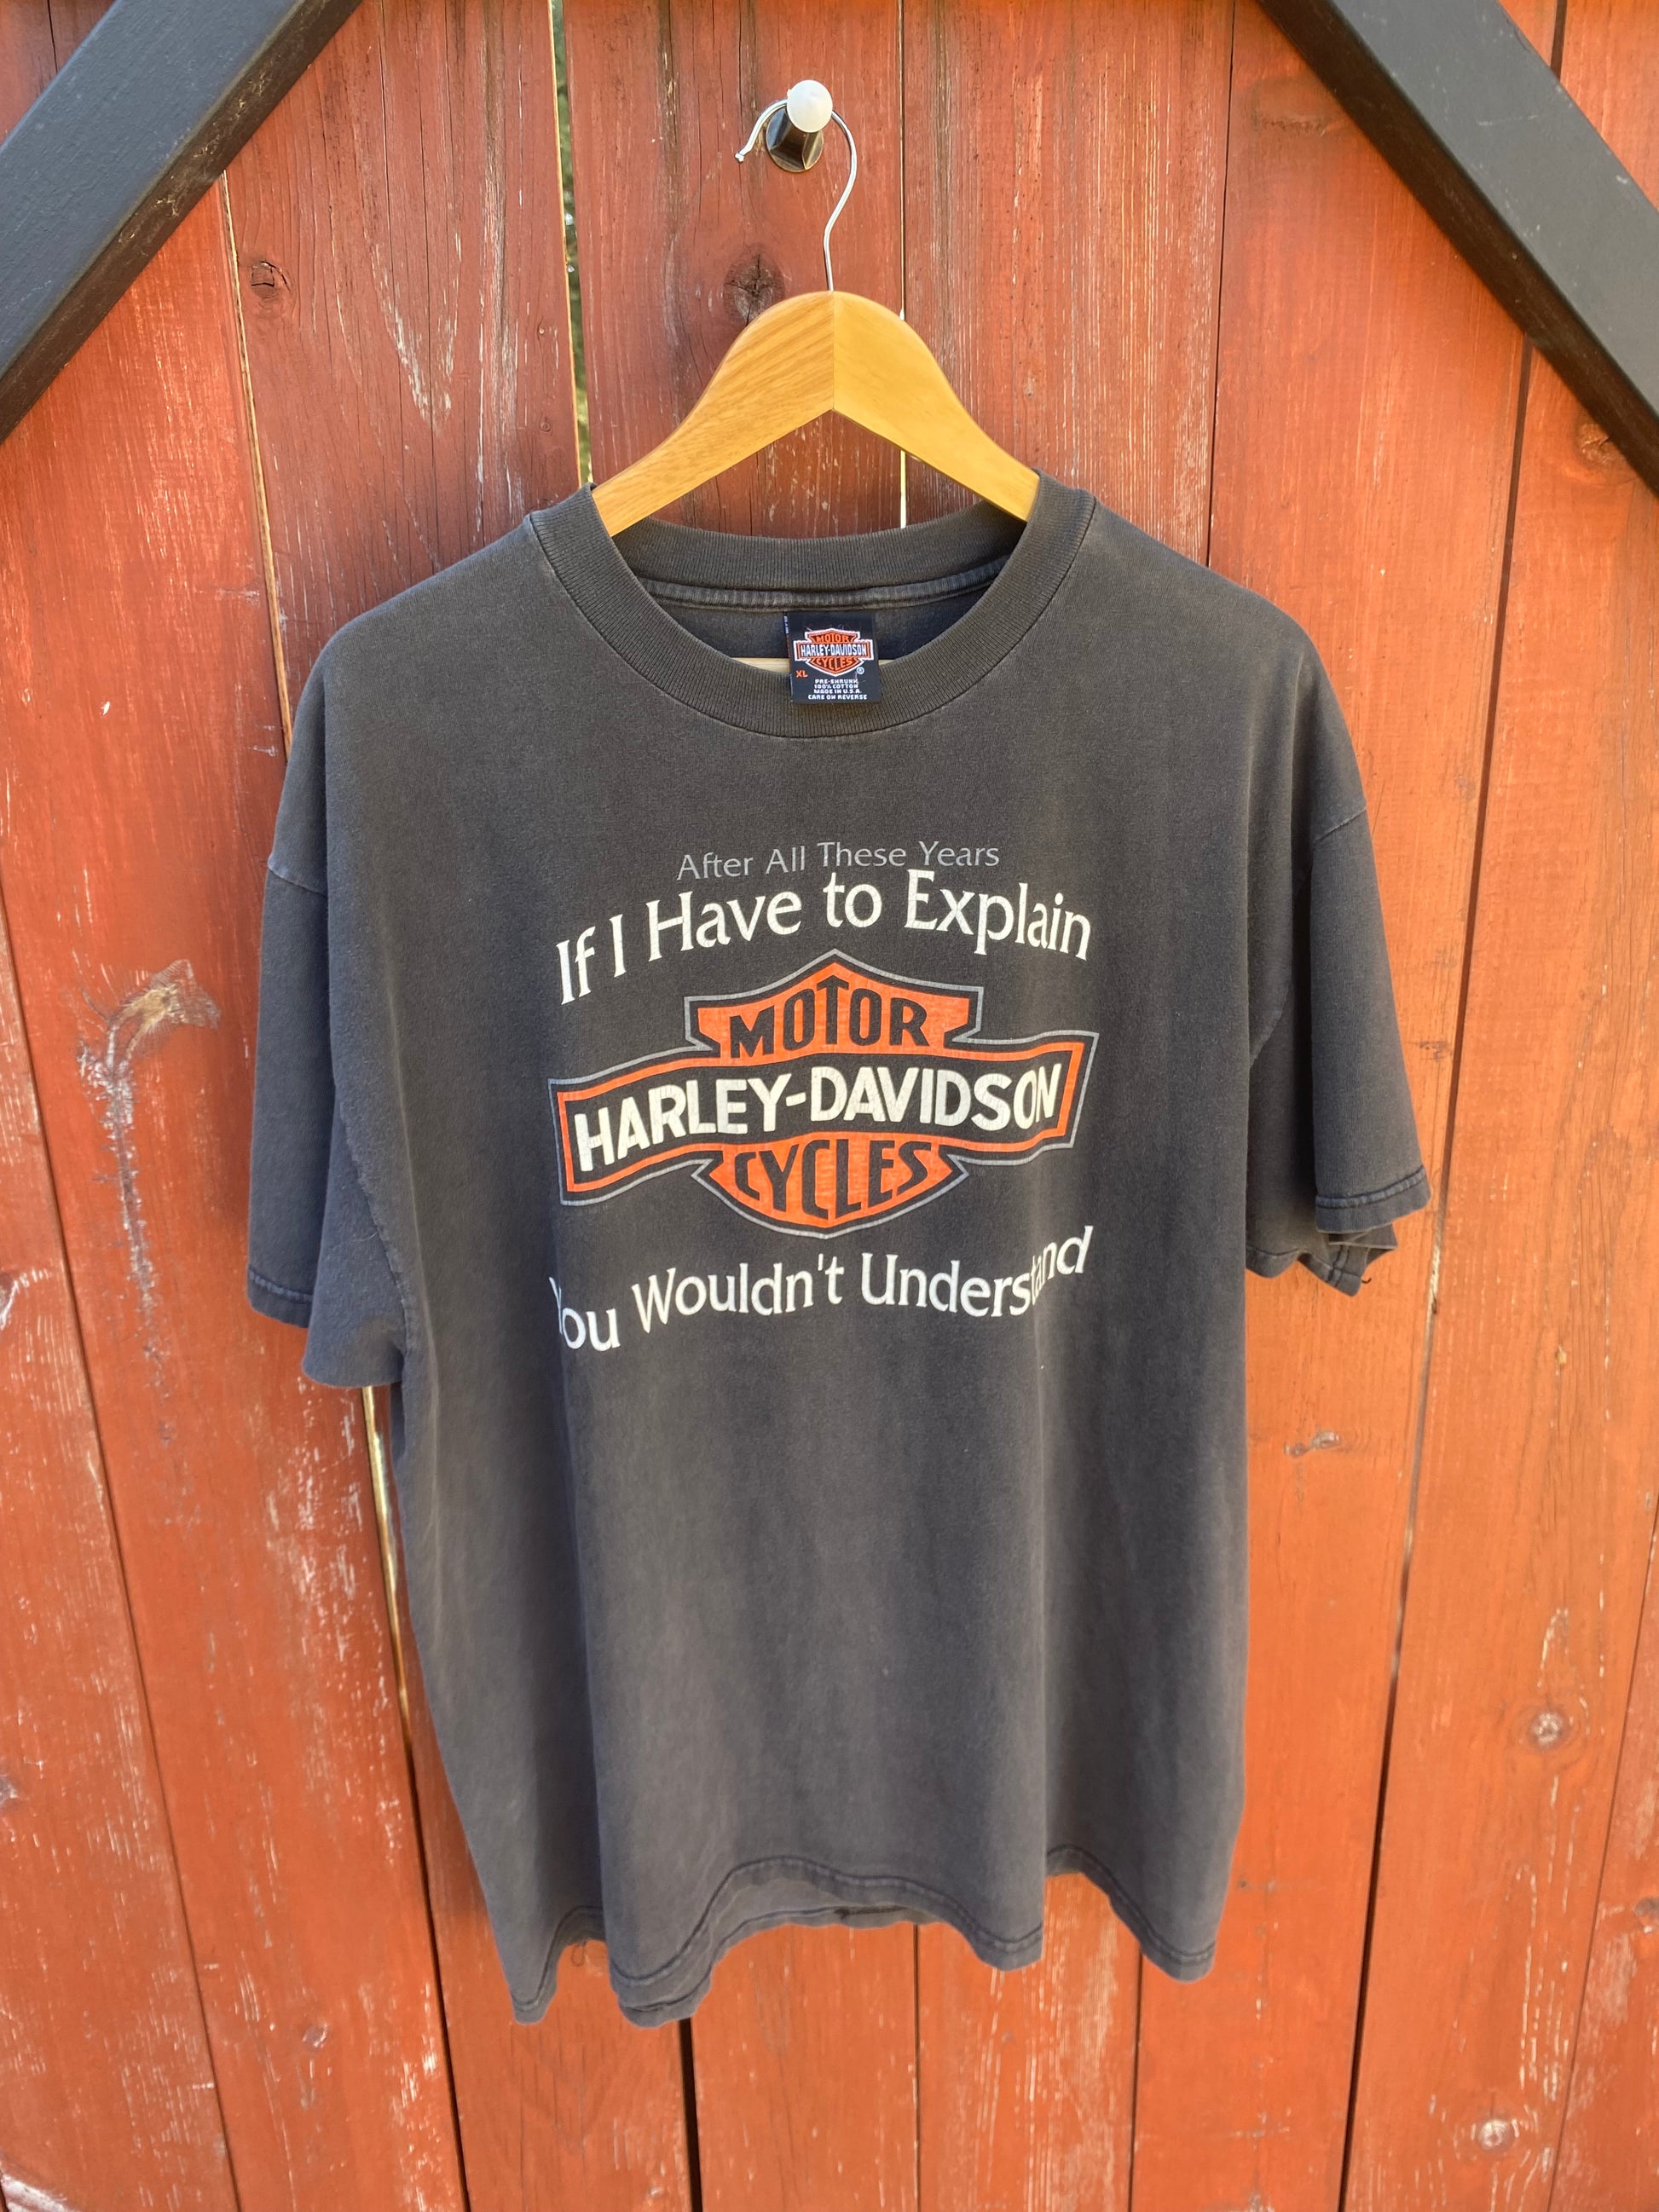 MOTOR
HARLEY-DAVIDSON
CYCLES
XL
PRE-SHRUNK
100% COTTON
MADE IN U.S.A.
CARE ON REVERSE
After All These Years
If I Have to Explain
MOTOR
HARLEY-DAVIDSON
CYCLES
You Wouldn't Understand